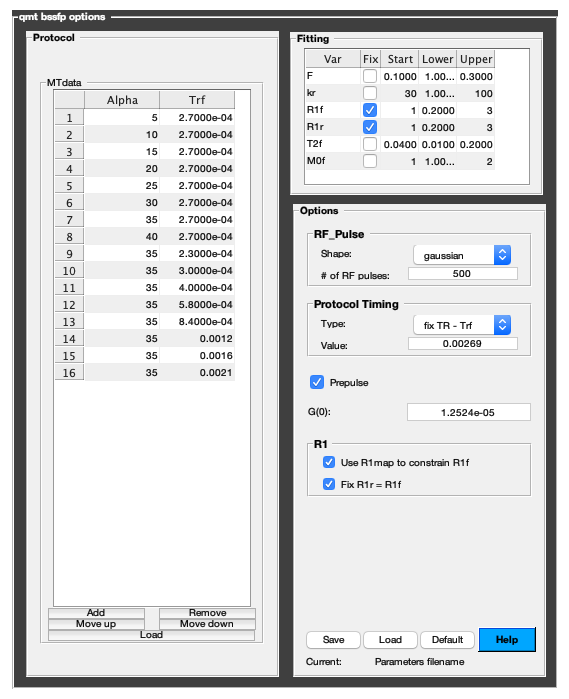 qmt bssfp options
Protocol
MTdata
Alpha Trf
1 5 2.7000e-04
2 10 2.7000e-04
3 15 2.7000e-04
4 20 2.7000e-04
5 25 2.7000e-04
6 30 2.7000e-04
7 35 2.7000e-04
8 40 2.7000e-04
9 35 2.3000e-04
10 35 3.0000e-04
11 35 4.0000e-04
12 35 5.8000e-04
13 35 8.4000e-04
14 35 0.0012
15 35 0.0016
16 35 0.0021
Add Remove
Move up Move down
Load
Fitting
Var Fix Start Lower Upper
F 0.1000 1.00... 0.3000
kr 30 1.00... 100
R1f 1 0.2000 3
R1r 1 0.2000 3
T2f 0.0400 0.0100 0.2000
M0f 1 1.00... 2
Options
RF_Pulse
Shape: gaussian
# of RF pulses: 500
Protocol Timing
Type: fix TR - Trf
Value: 0.00269
Prepulse
G(0): 1.2524e-05
R1
Use R1map to constrain R1f
Fix R1r = R1f
Save Load Default Help
Current: Parameters filename